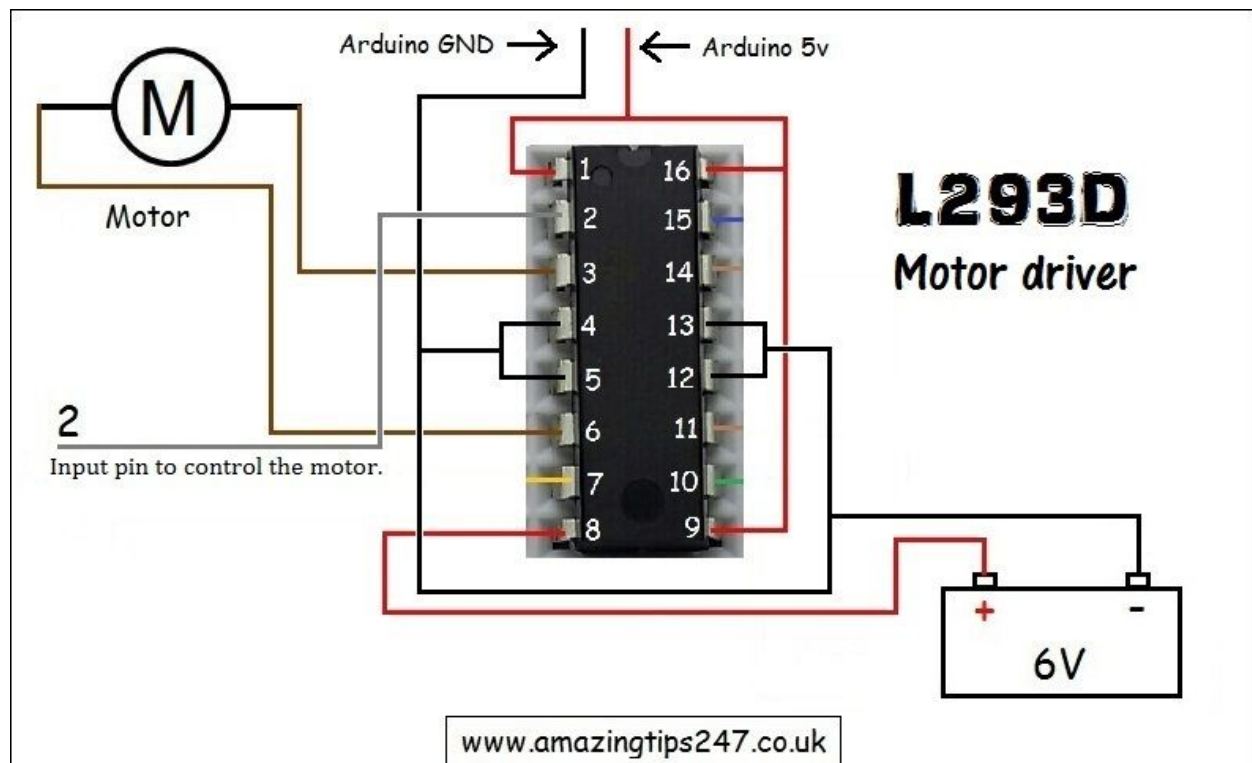 Arduino GND
Arduino 5v
M
Motor
L293D
Motor driver
1
2
3
4
5
6
7
8
16
15
14
13
12
11
10
9
2
Input pin to control the motor.
+
-
6V
www.amazingtips247.co.uk